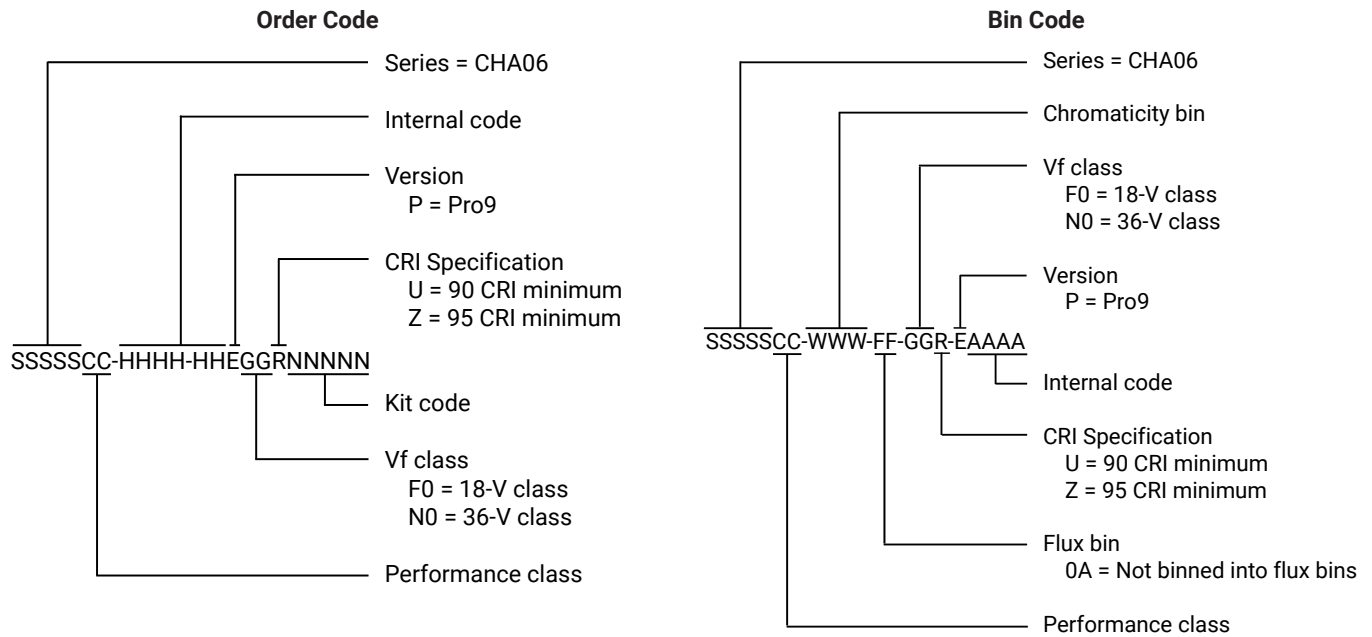 Order Code
Series = CHA06
Internal code
Version
P = Pro9
CRI Specification
U = 90 CRI minimum
Z = 95 CRI minimum
SSSSSCC-HHHH-HHEGGRNNNNN
Kit code
Vf class
F0 = 18-V class
N0 = 36-V class
Performance class
Bin Code
Series = CHA06
Chromaticity bin
Vf class
F0 = 18-V class
N0 = 36-V class
Version
P = Pro9
SSSSSCC-WWW-FF-GGR-EAAAA
Internal code
CRI Specification
U = 90 CRI minimum
Z = 95 CRI minimum
Flux bin
0A = Not binned into flux bins
Performance class